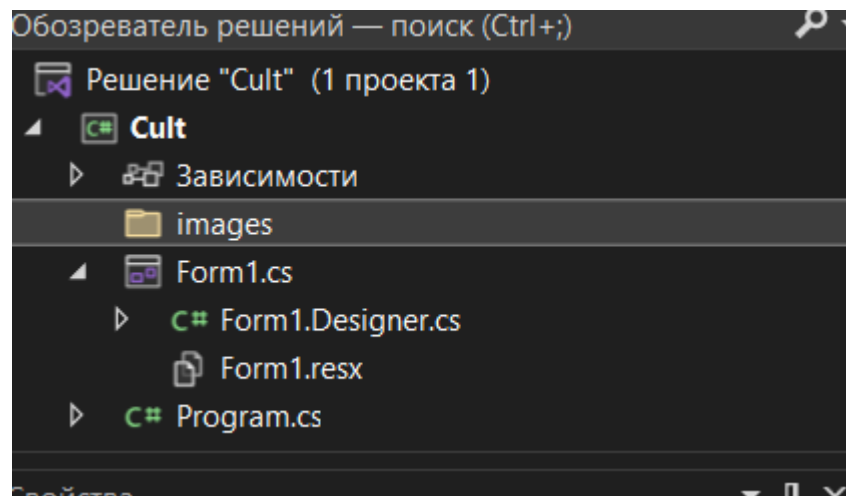 Обозреватель решений — поиск (Ctrl+;)
Решение "Cult" (1 проекта 1)
C# Cult
Зависимости
images
Form1.cs
C# Form1.Designer.cs
Form1.resx
C# Program.cs
Свойства